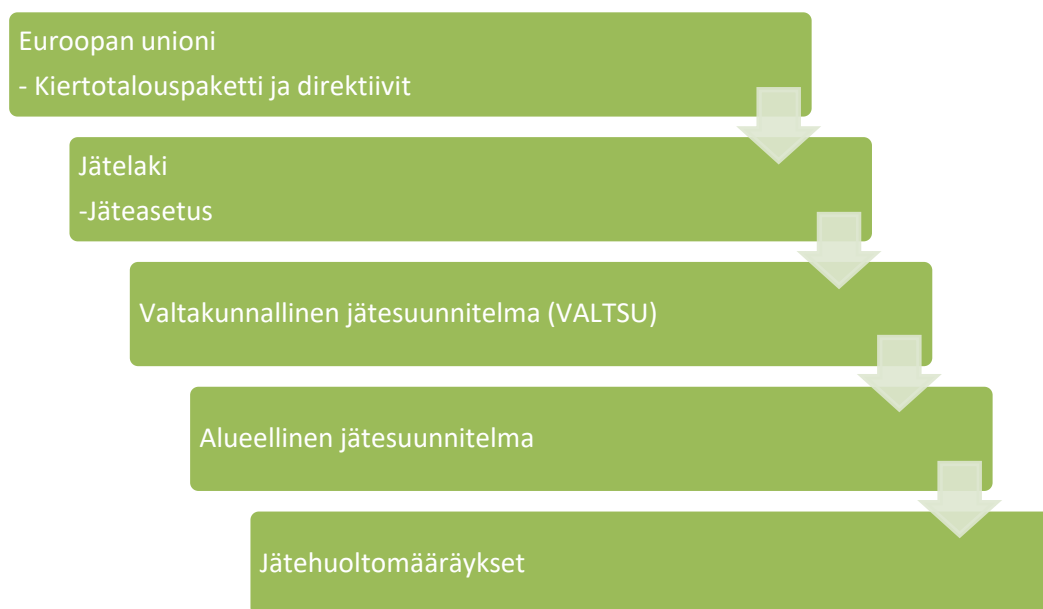 Euroopan unioni
- Kiertotalouspaketti ja direktiivit
Jätelaki
-Jäteasetus
Valtakunnallinen jätesuunnitelma (VALTSU)
Alueellinen jätesuunnitelma
Jätehuoltomääräykset